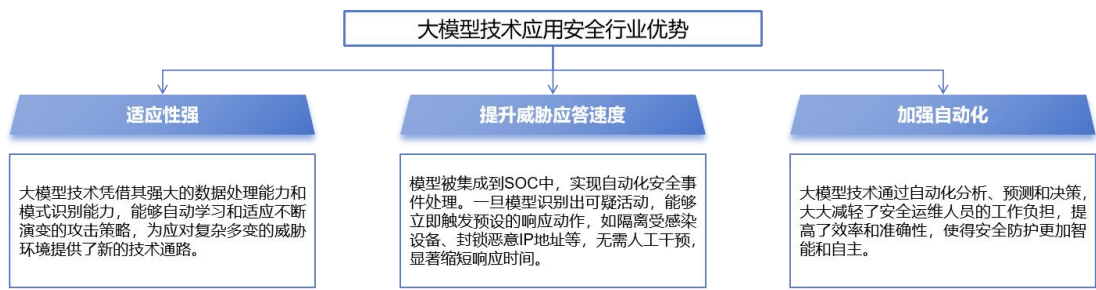 大模型技术应用安全行业优势
适应性强
提升威胁应答速度
加强自动化
大模型技术凭借其强大的数据处理能力和
模式识别能力，能够自动学习和适应不断
演变的攻击策略，为应对复杂多变的威胁
环境提供了新的技术通路。
模型被集成到SOC中，实现自动化安全事
件处理。一旦模型识别出可疑活动，能够
立即触发预设的响应动作，如隔离受感染
设备、封锁恶意IP地址等，无需人工干预，
显著缩短响应时间。
大模型技术通过自动化分析、预测和决策，
大大减轻了安全运维人员的工作负担，提
高了效率和准确性，使得安全防护更加智
能和自主。